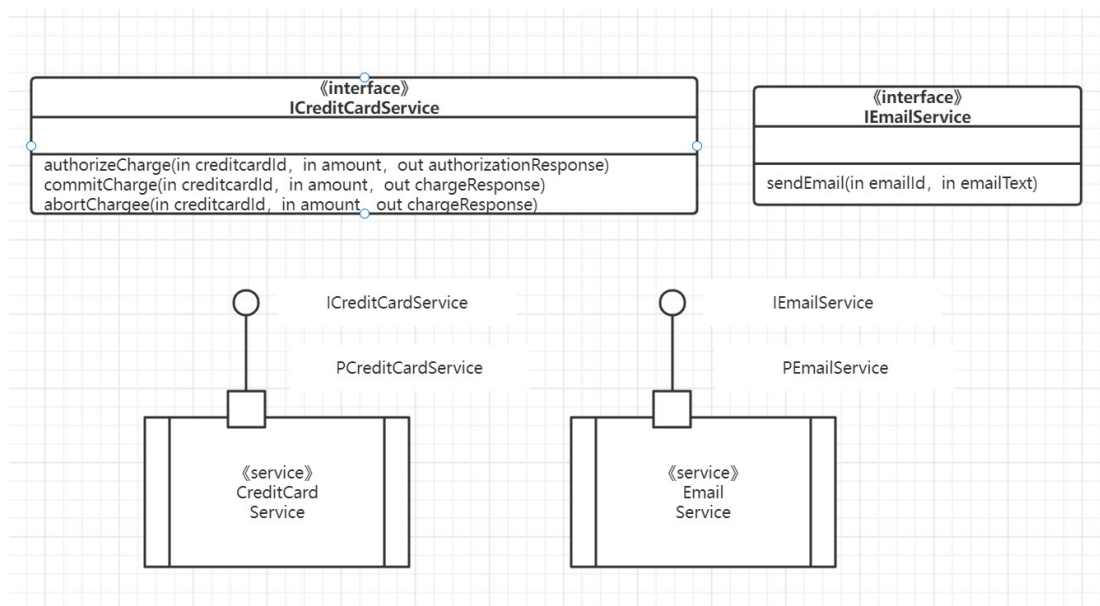 《interface》
ICreditCardService
authorizeCharge(in creditcardId，in amount，out authorizationResponse)
commitCharge(in creditcardId，in amount，out chargeResponse)
abortChargee(in creditcardId，in amount，out chargeResponse)
《interface》
IEmailService
sendEmail(in emailId，in emailText)
ICreditCardService
PCreditCardService
IEmailService
PEmailService
《service》
CreditCard
Service
《service》
Email
Service